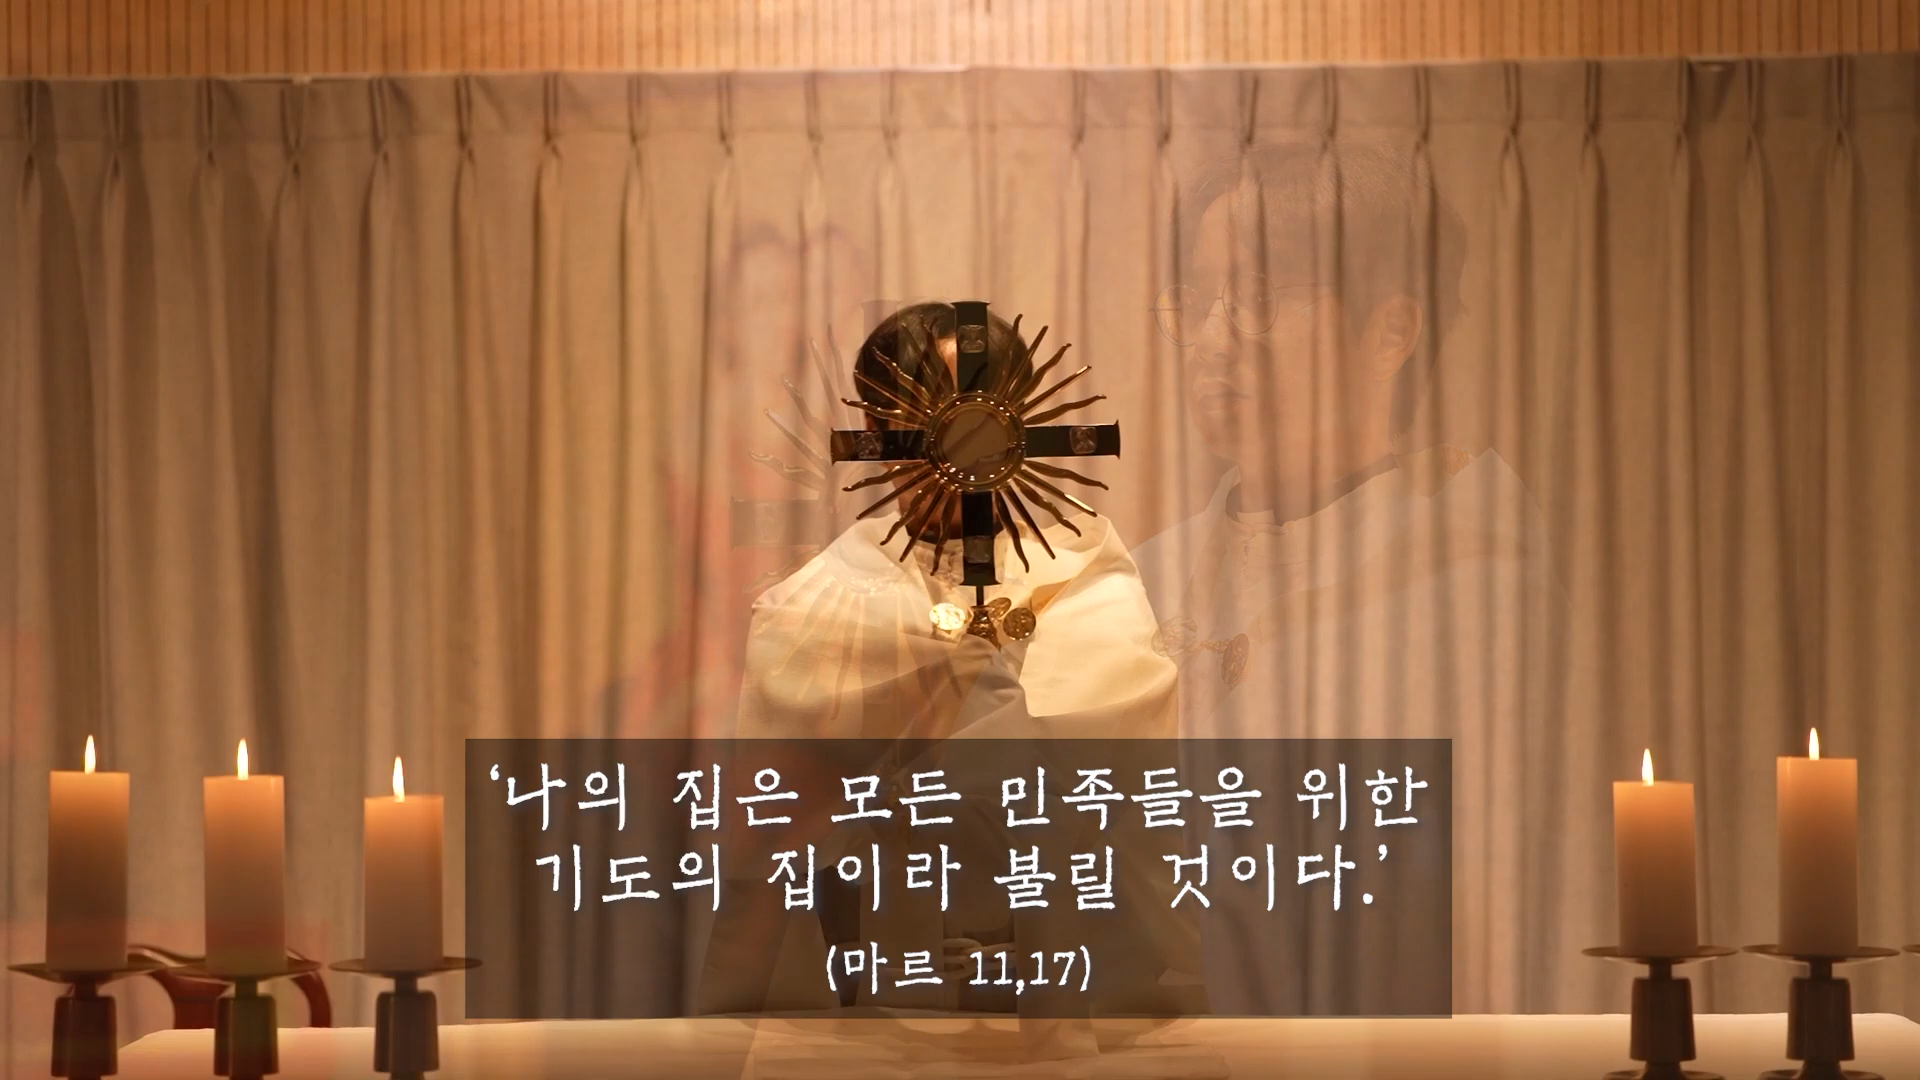 ‘나의 집은 모든 민족들을 위한
기도의 집이라 불릴 것이다.’
(마르 11,17)